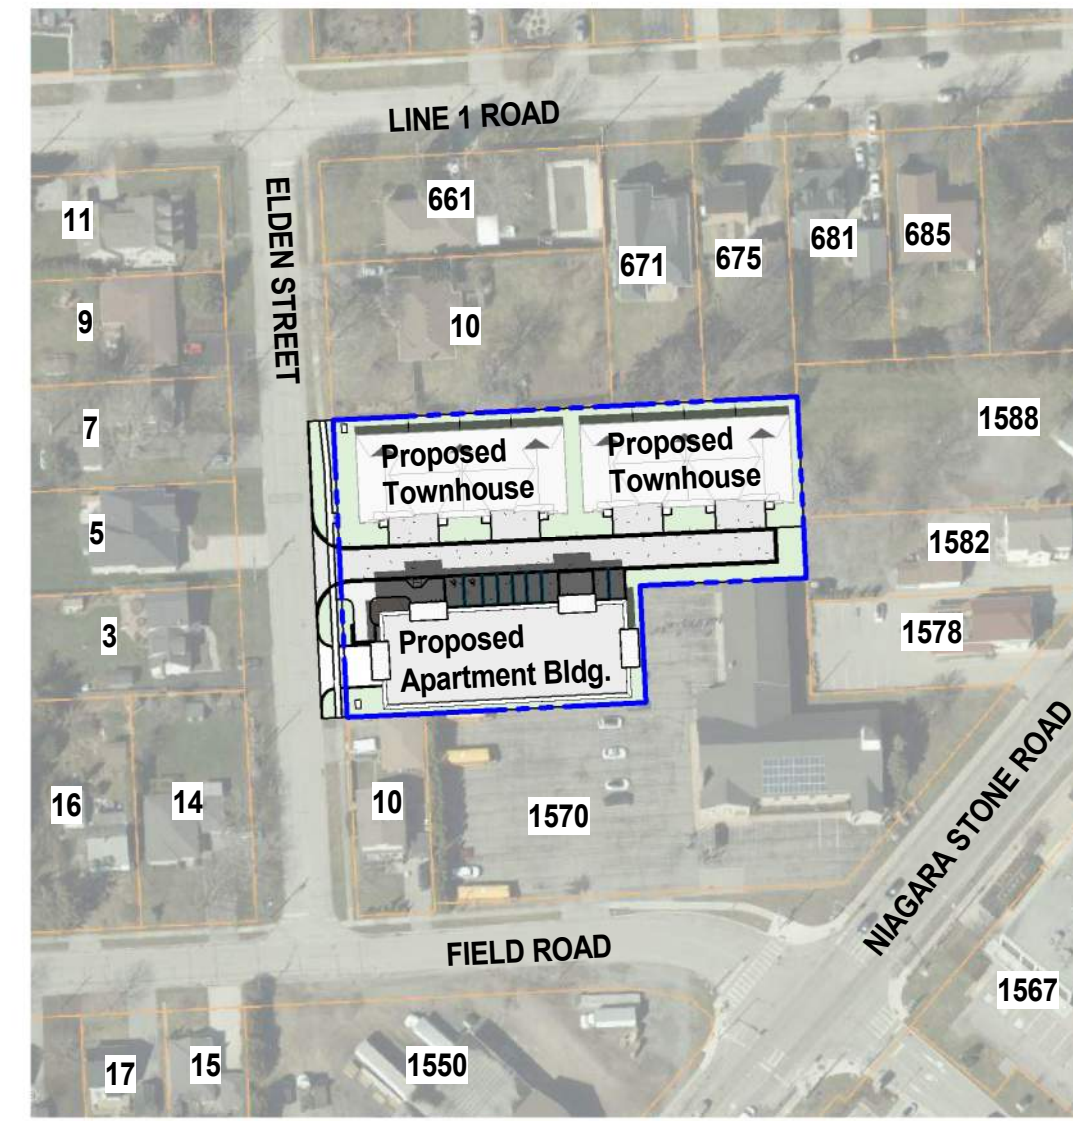 LINE 1 ROAD
ELDEN STREET
11
661
671
675
681
685
9
10
7
1588
Proposed
Townhouse
Proposed
Townhouse
5
1582
3
1578
Proposed
Apartment Bldg.
16
14
10
1570
NIAGARA STONE ROAD
FIELD ROAD
1567
17
15
1550